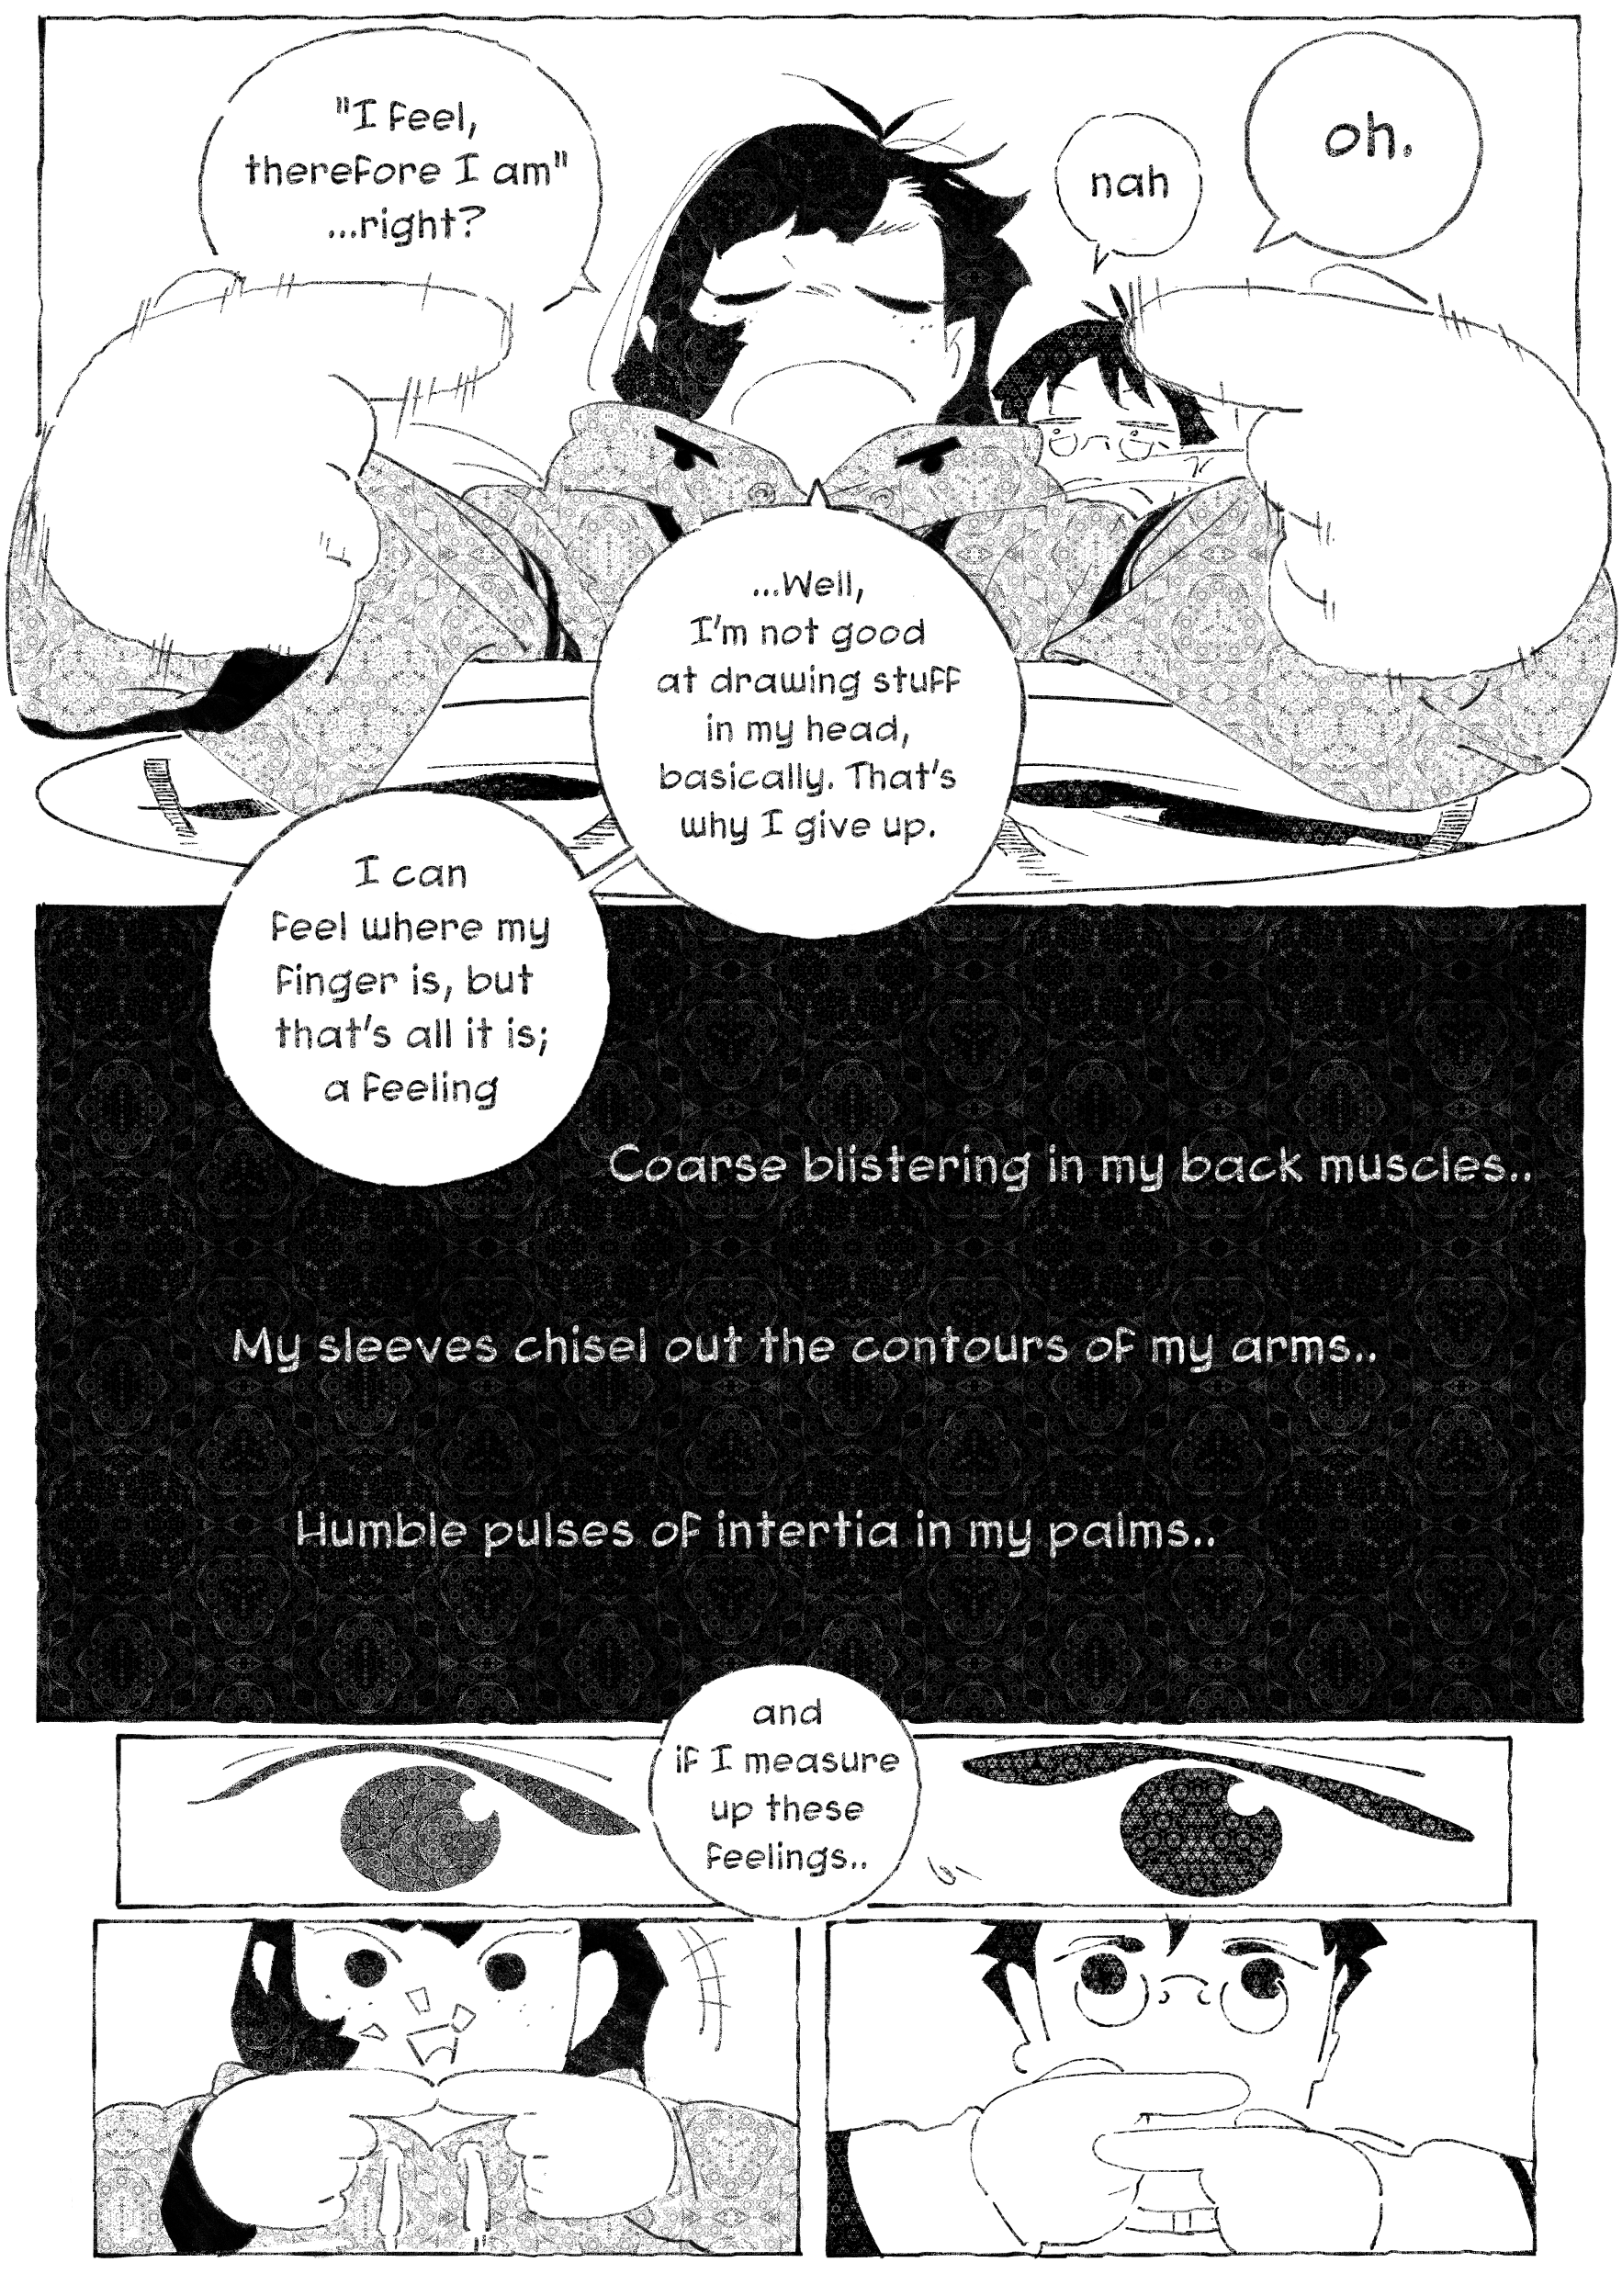 "I feel,
therefore I am"
...right?
nah
oh.
...Well,
I'm not good
at drawing stuff
in my head,
basically. That's
why I give up.
I can
feel where my
finger is, but
that's all it is;
a feeling
Coarse blistering in my back muscles..
My sleeves chisel out the contours of my arms..
Humble pulses of intertia in my palms..
and
if I measure
up these
feelings..